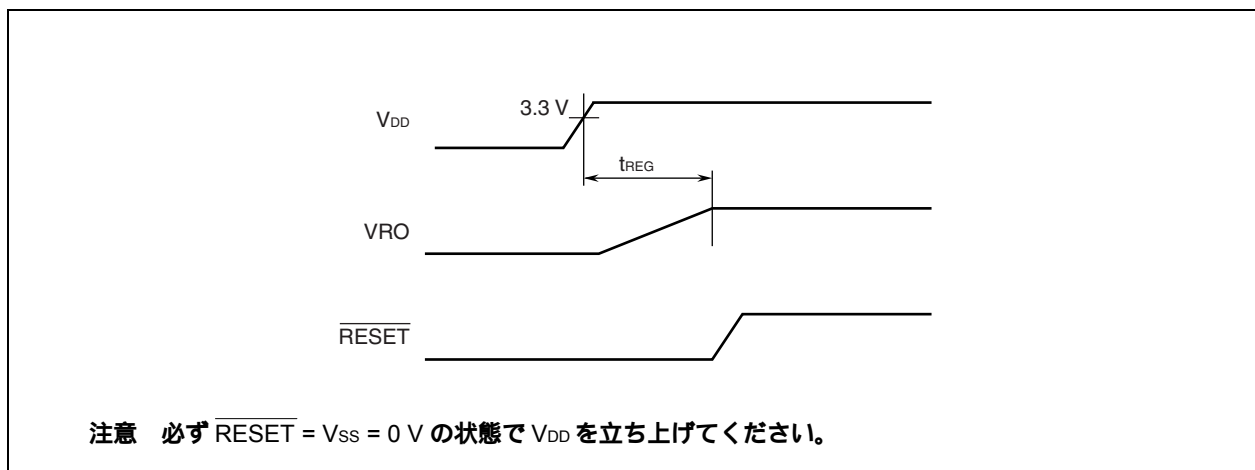 3.3 V
VDD
tREG
VRO
RESET
注意 必ず RESET = VSS = 0 V の状態で VDD を立ち上げてください。